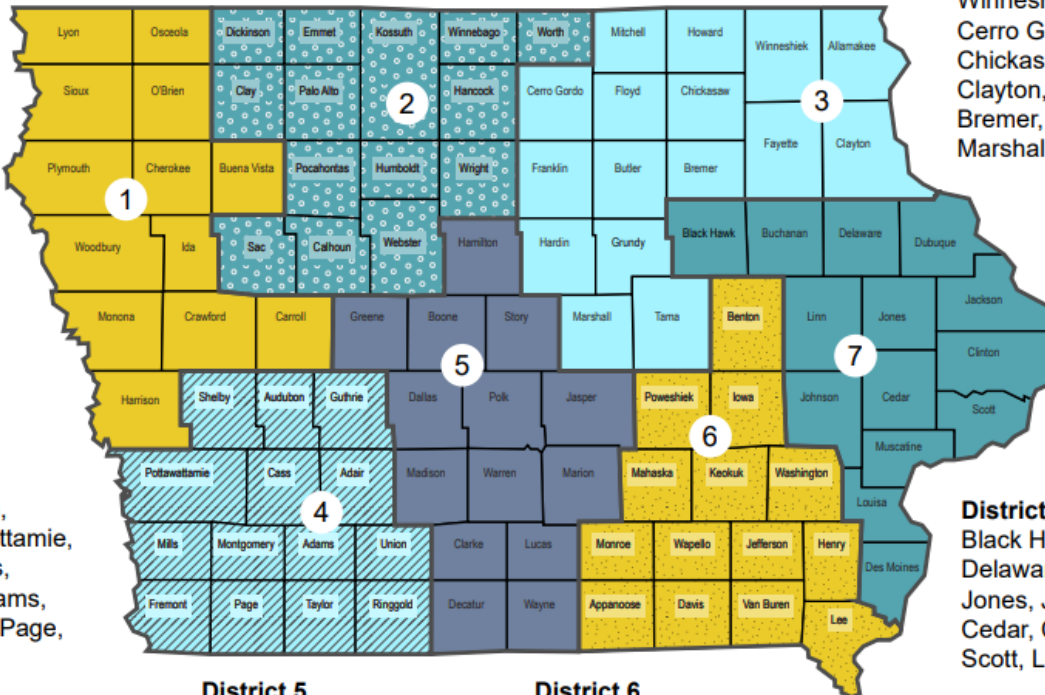 Winnesh
Lyon Osceola Dickinson Emmet Kossuth Winnebago Worth Mitchell Howard Winneshiek Allamakee
Cerro G
Chickas
Sioux O'Brien Clay Palo Alto 2 Hancock Cerro Gordo Floyd Chickasaw 3
Clayton,
Bremer,
Marshal
Fayette Clayton
Plymouth Cherokee Buena Vista Pocahontas Humboldt Wright Franklin Butler Bremer
1
Woodbury Ida Sac Calhoun Webster Hamilton Hardin Grundy Black Hawk Buchanan Delaware Dubuque
Monona Crawford Carroll Greene Boone Story Marshall Tama Benton Linn Jones Jackson
5 7 Clinton
Harrison Shelby Audubon Guthrie Dallas Polk Jasper Poweshiek Iowa Johnson Cedar Scott
6
Muscatine
Pottawattamie Cass Adair Madison Warren Marion Mahaska Keokuk Washington
4 Louisa
,
ttamie,
s,
ams,
Page,
Mills Montgomery Adams Union Clarke Lucas Monroe Wapello Jefferson Henry
Des Moines
Fremont Page Taylor Ringgold Decatur Wayne Appanoose Davis Van Buren Lee
District
Black H
Delawar
Jones, J
Cedar, C
Scott, L
District 5 District 6